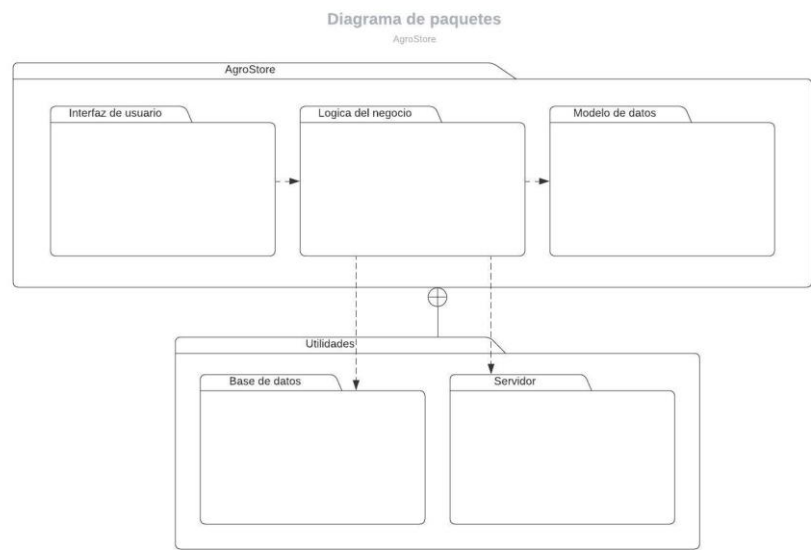 Diagrama de paquetes
AgroStore
AgroStore
Interfaz de usuario
Logica del negocio
Modelo de datos
Utilidades
Base de datos
Servidor